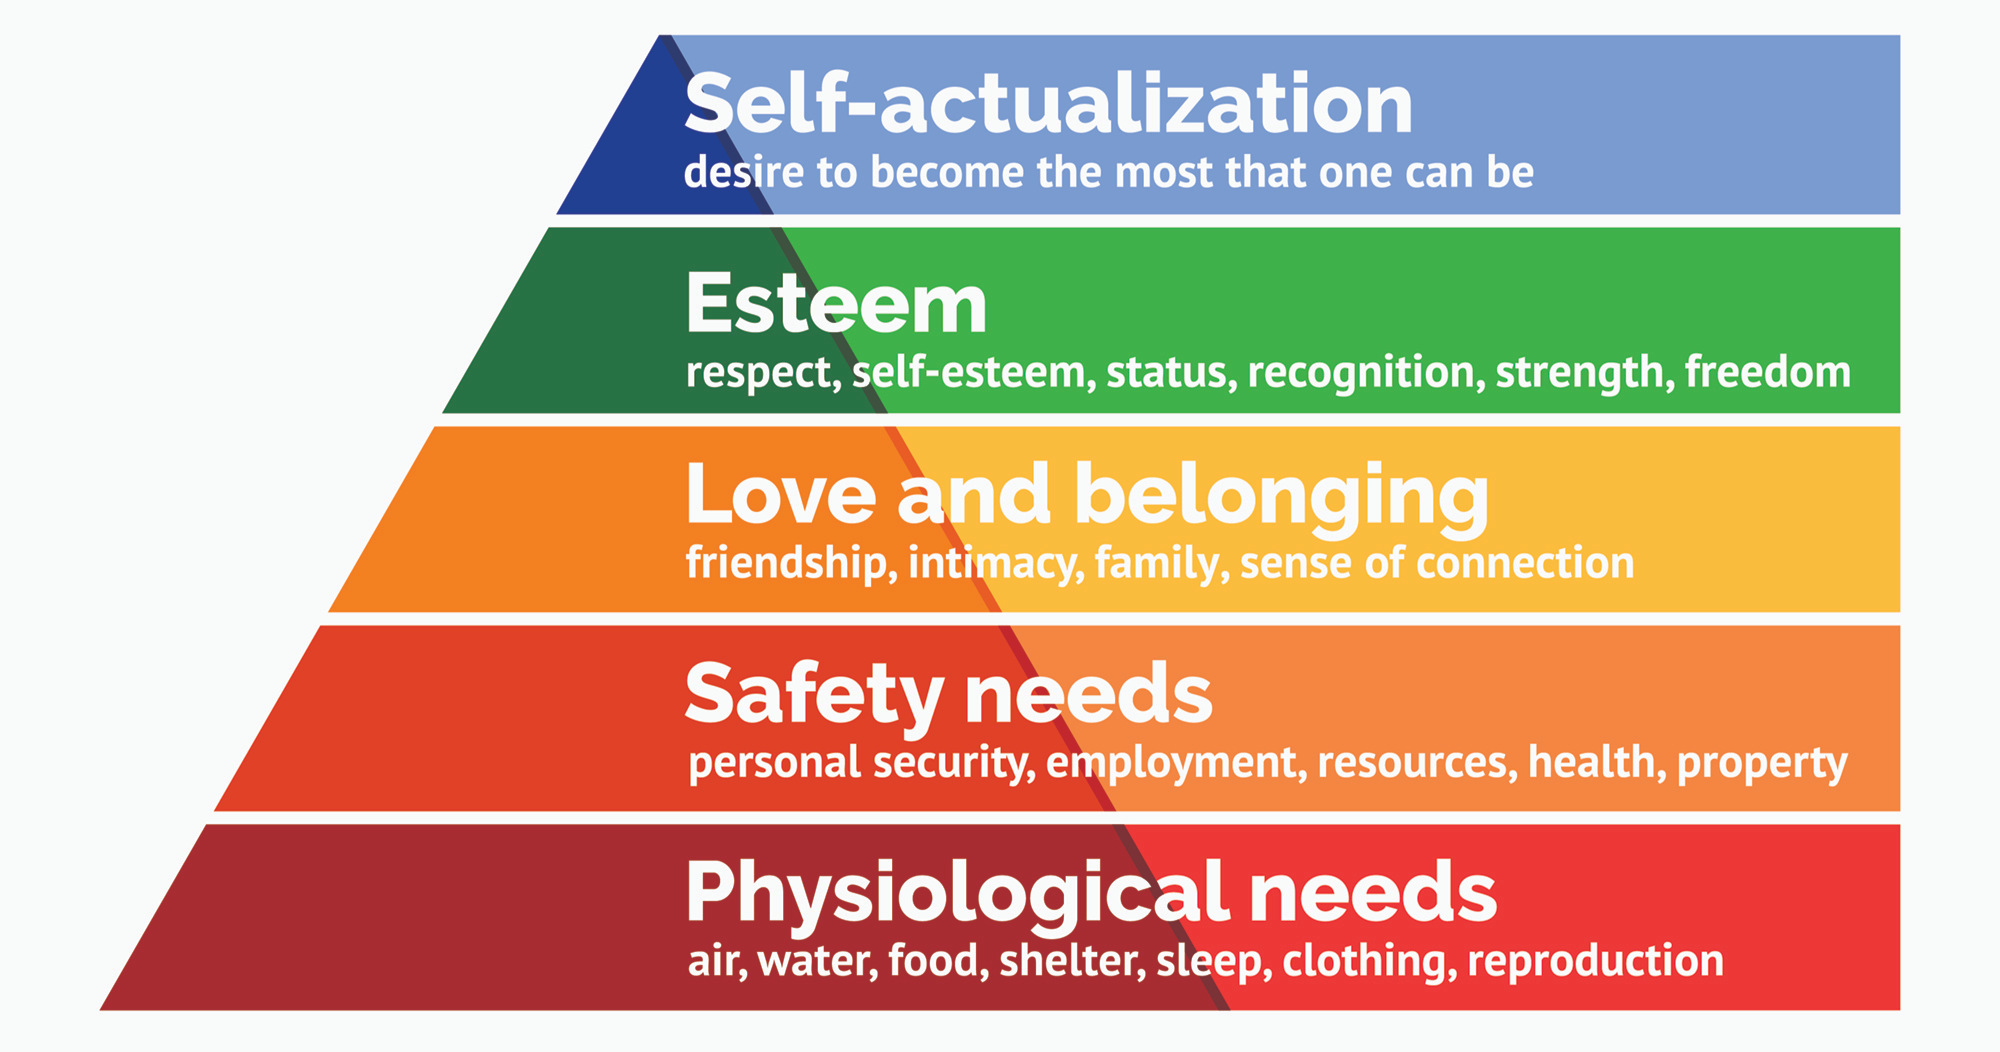 Self-actualization
desire to become the most that one can be
Esteem
respect, self-esteem, status, recognition, strength, freedom
Love and belonging
friendship, intimacy, family, sense of connection
Safety needs
personal security, employment, resources, health, property
Physiological needs
air, water, food, shelter, sleep, clothing, reproduction